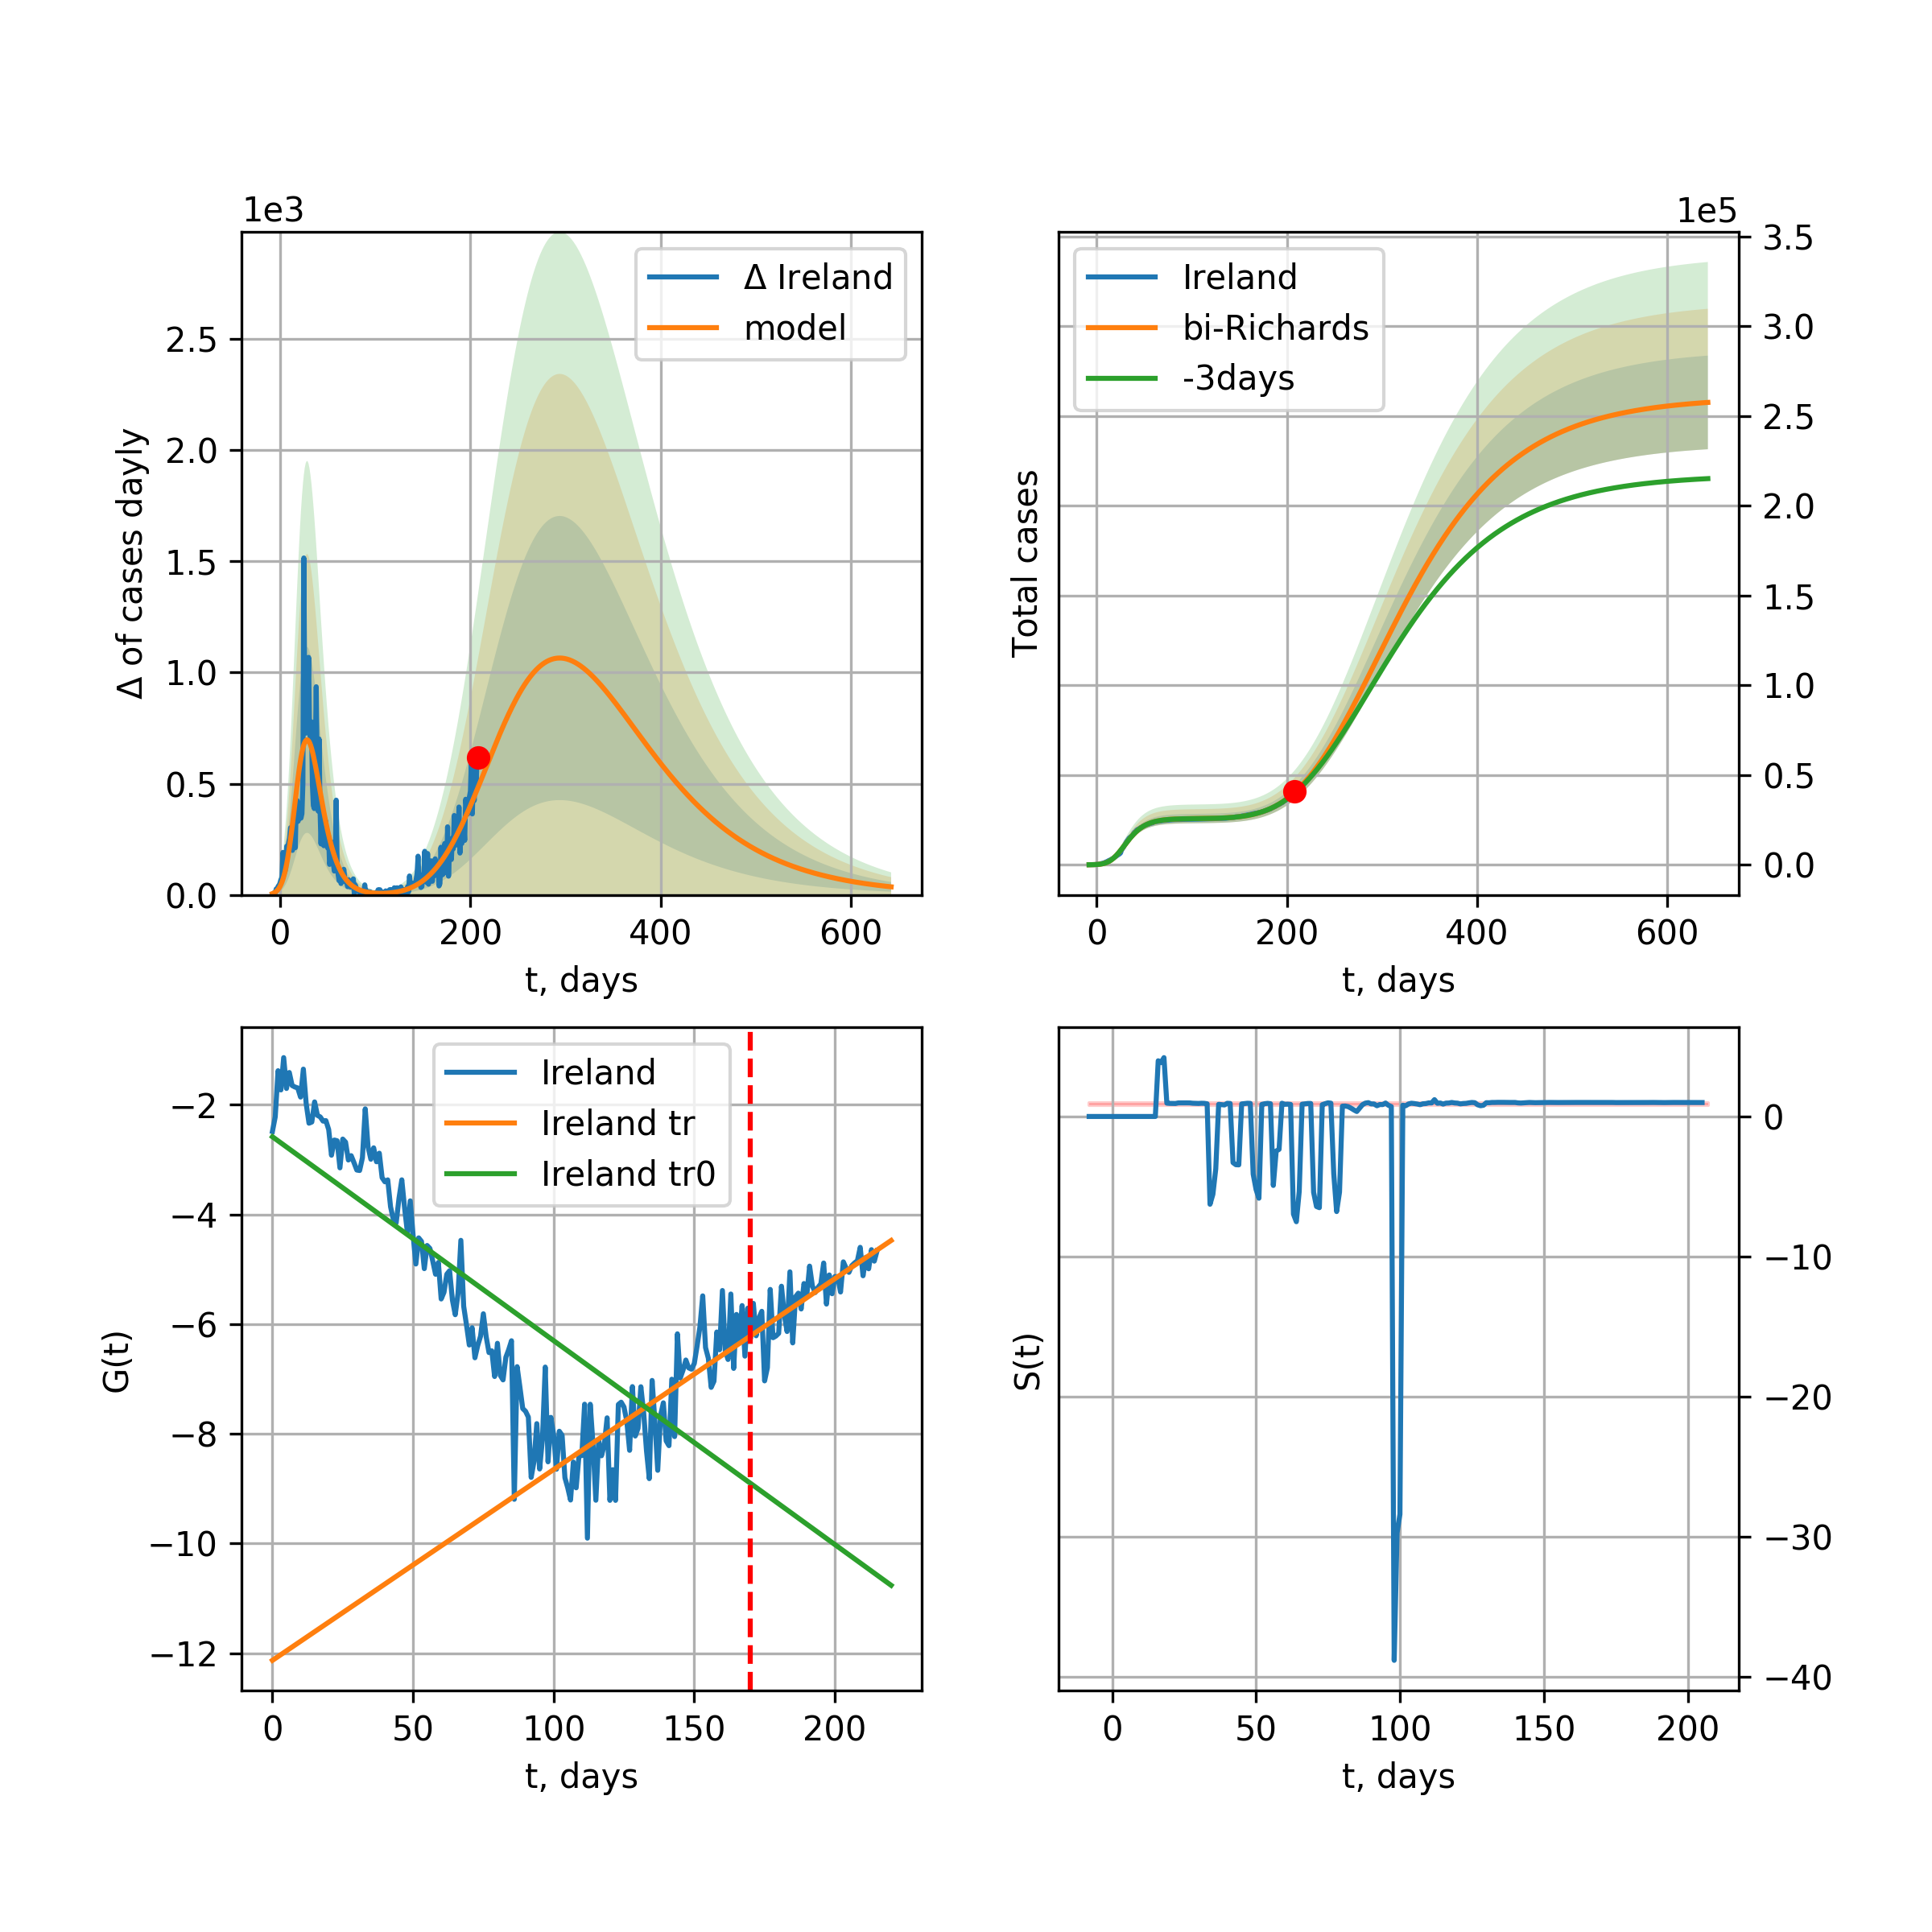 1e3
Δ of cases dayly
2.5
2.0
1.5
1.0
0.5
0.0
Δ Ireland
model
0 200 400 600
t, days
1e5
Total cases
Ireland
bi-Richards
-3days
3.5
3.0
2.5
2.0
1.5
1.0
0.5
0.0
0 200 400 600
t, days
G(t)
−2
−4
−6
−8
−10
−12
Ireland
Ireland tr
Ireland tr0
0 50 100 150 200
t, days
S(t)
0
−10
−20
−30
−40
0 50 100 150 200
t, days